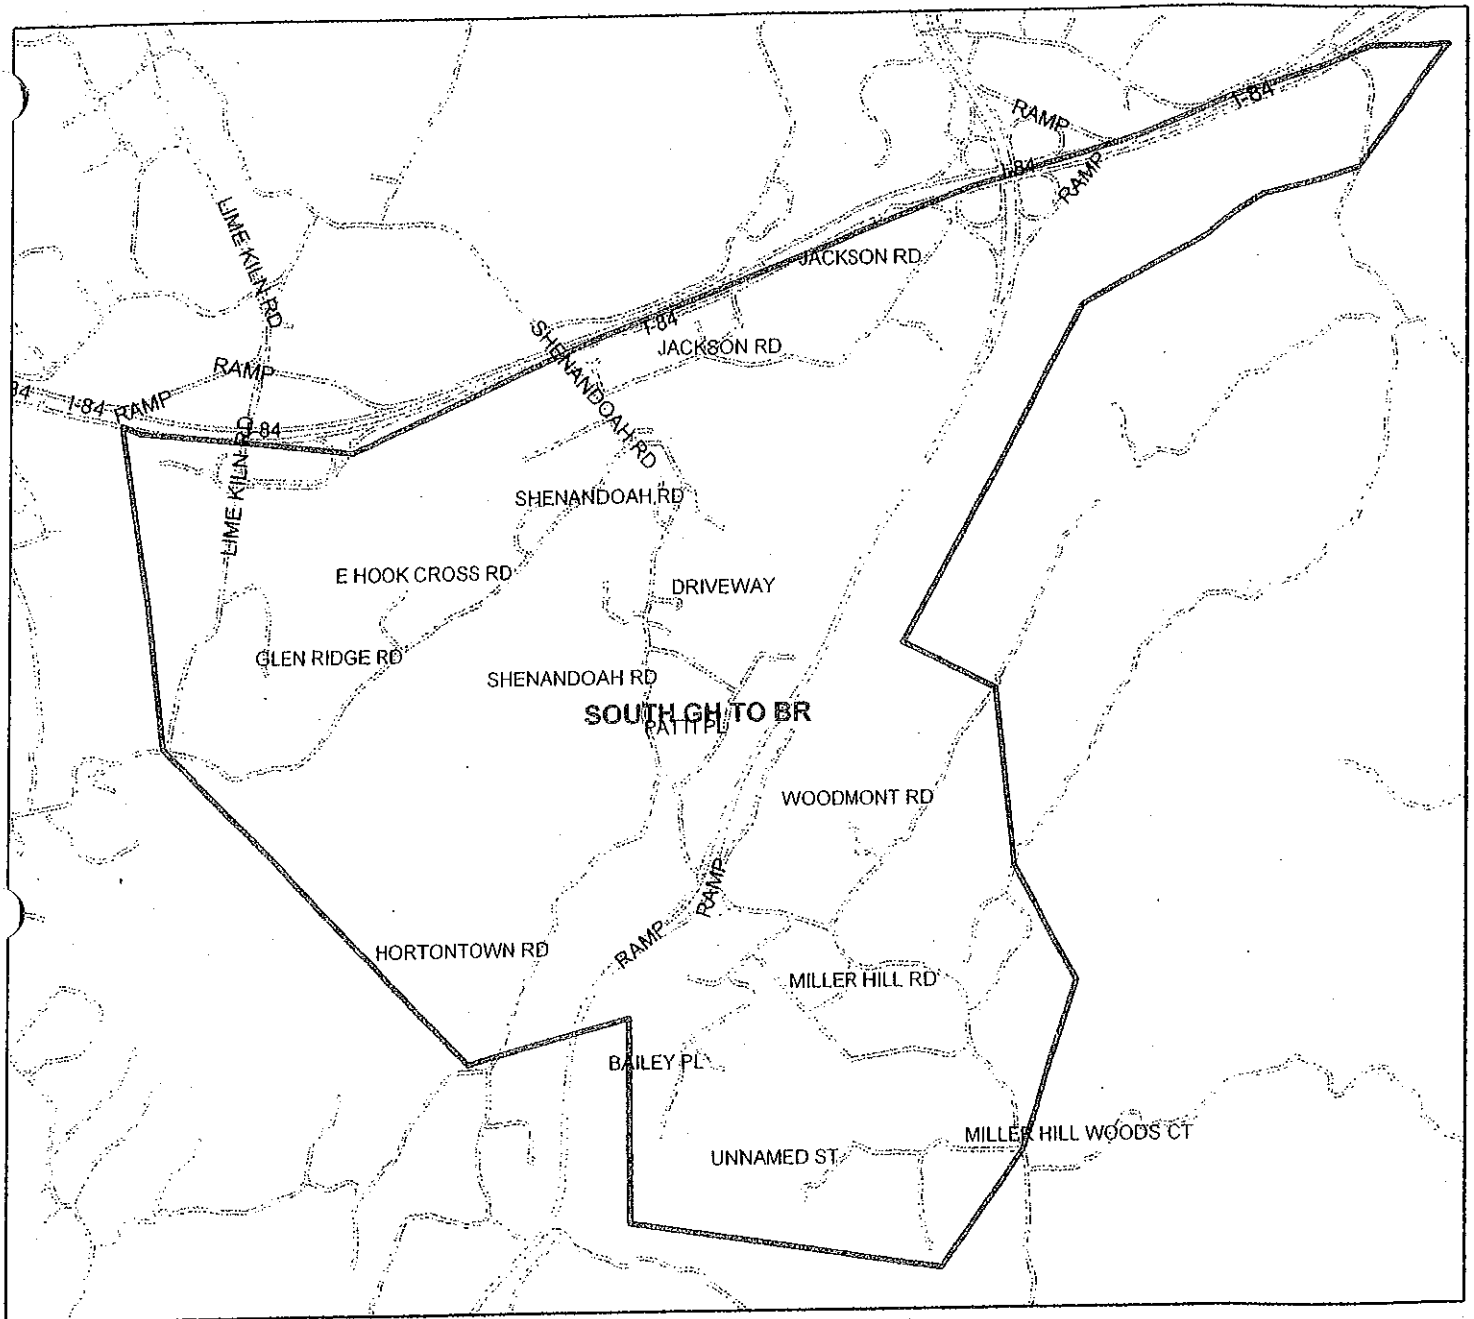 I-84
RAMP
I-84
RAMP
LIME KILN RD
JACKSON RD
I-84
SHENANDOAH RD
JACKSON RD
RAMP
84
I-84
RAMP
I-84
LIME KILN RD
SHENANDOAH RD
E HOOK CROSS RD
DRIVEWAY
GLEN RIDGE RD
SHENANDOAH RD
SOUTH GH TO BR
PATTI PL
WOODMONT RD
RAMP
RAMP
HORTONTOWN RD
MILLER HILL RD
BAILEY PL
MILLER HILL WOODS CT
UNNAMED ST